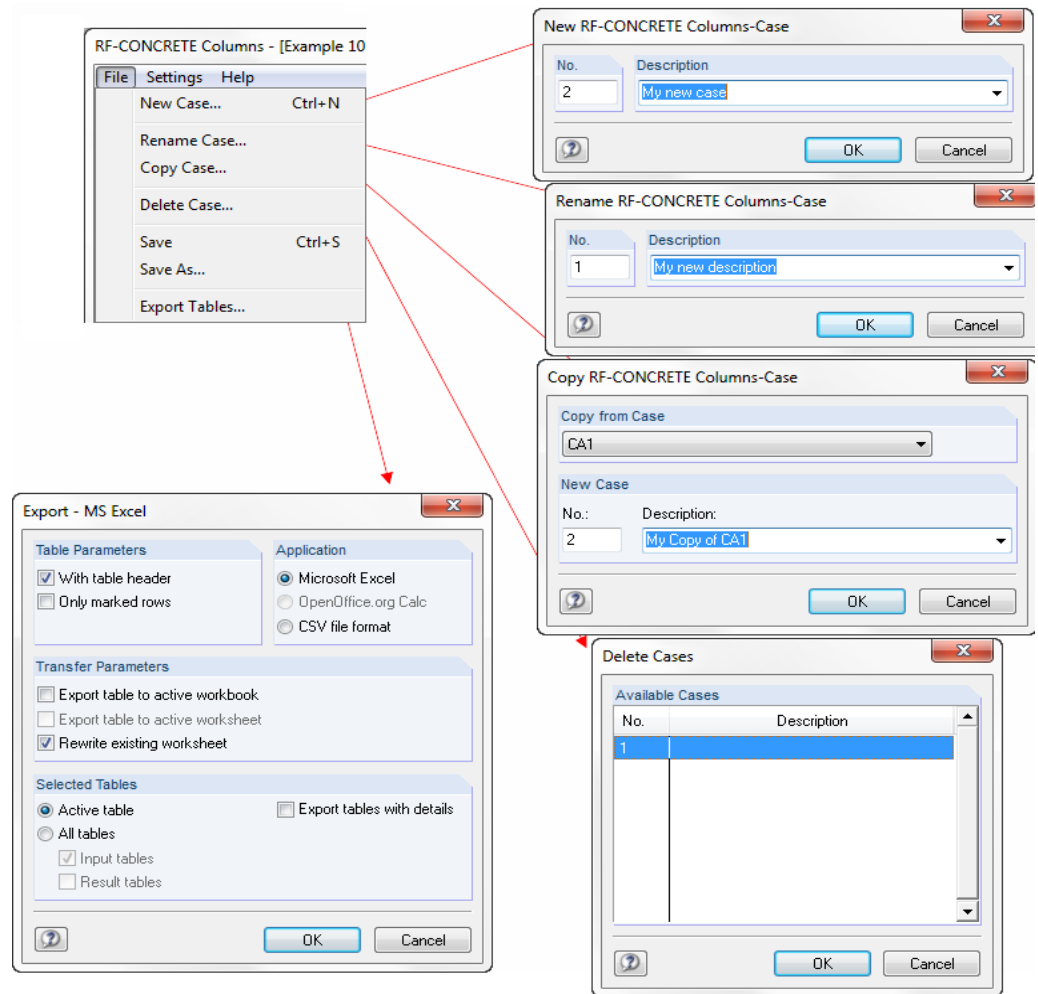 RF-CONCRETE Columns - [Example 10
File Settings Help
New Case... Ctrl+N
Rename Case...
Copy Case...
Delete Case...
Save Ctrl+S
Save As...
Export Tables...
New RF-CONCRETE Columns-Case
No. Description
2 My new case
OK Cancel
Rename RF-CONCRETE Columns-Case
No. Description
1 My new description
OK Cancel
Copy RF-CONCRETE Columns-Case
Copy from Case
CA1
New Case
No.: Description:
2 My Copy of CA1
OK Cancel
Export - MS Excel
Table Parameters Application
With table header Microsoft Excel
Only marked rows OpenOffice.org Calc
CSV file format
Transfer Parameters
Export table to active workbook
Export table to active worksheet
Rewrite existing worksheet
Selected Tables
Active table Export tables with details
All tables
Input tables
Result tables
OK Cancel
Delete Cases
Available Cases
No. Description
1
OK Cancel